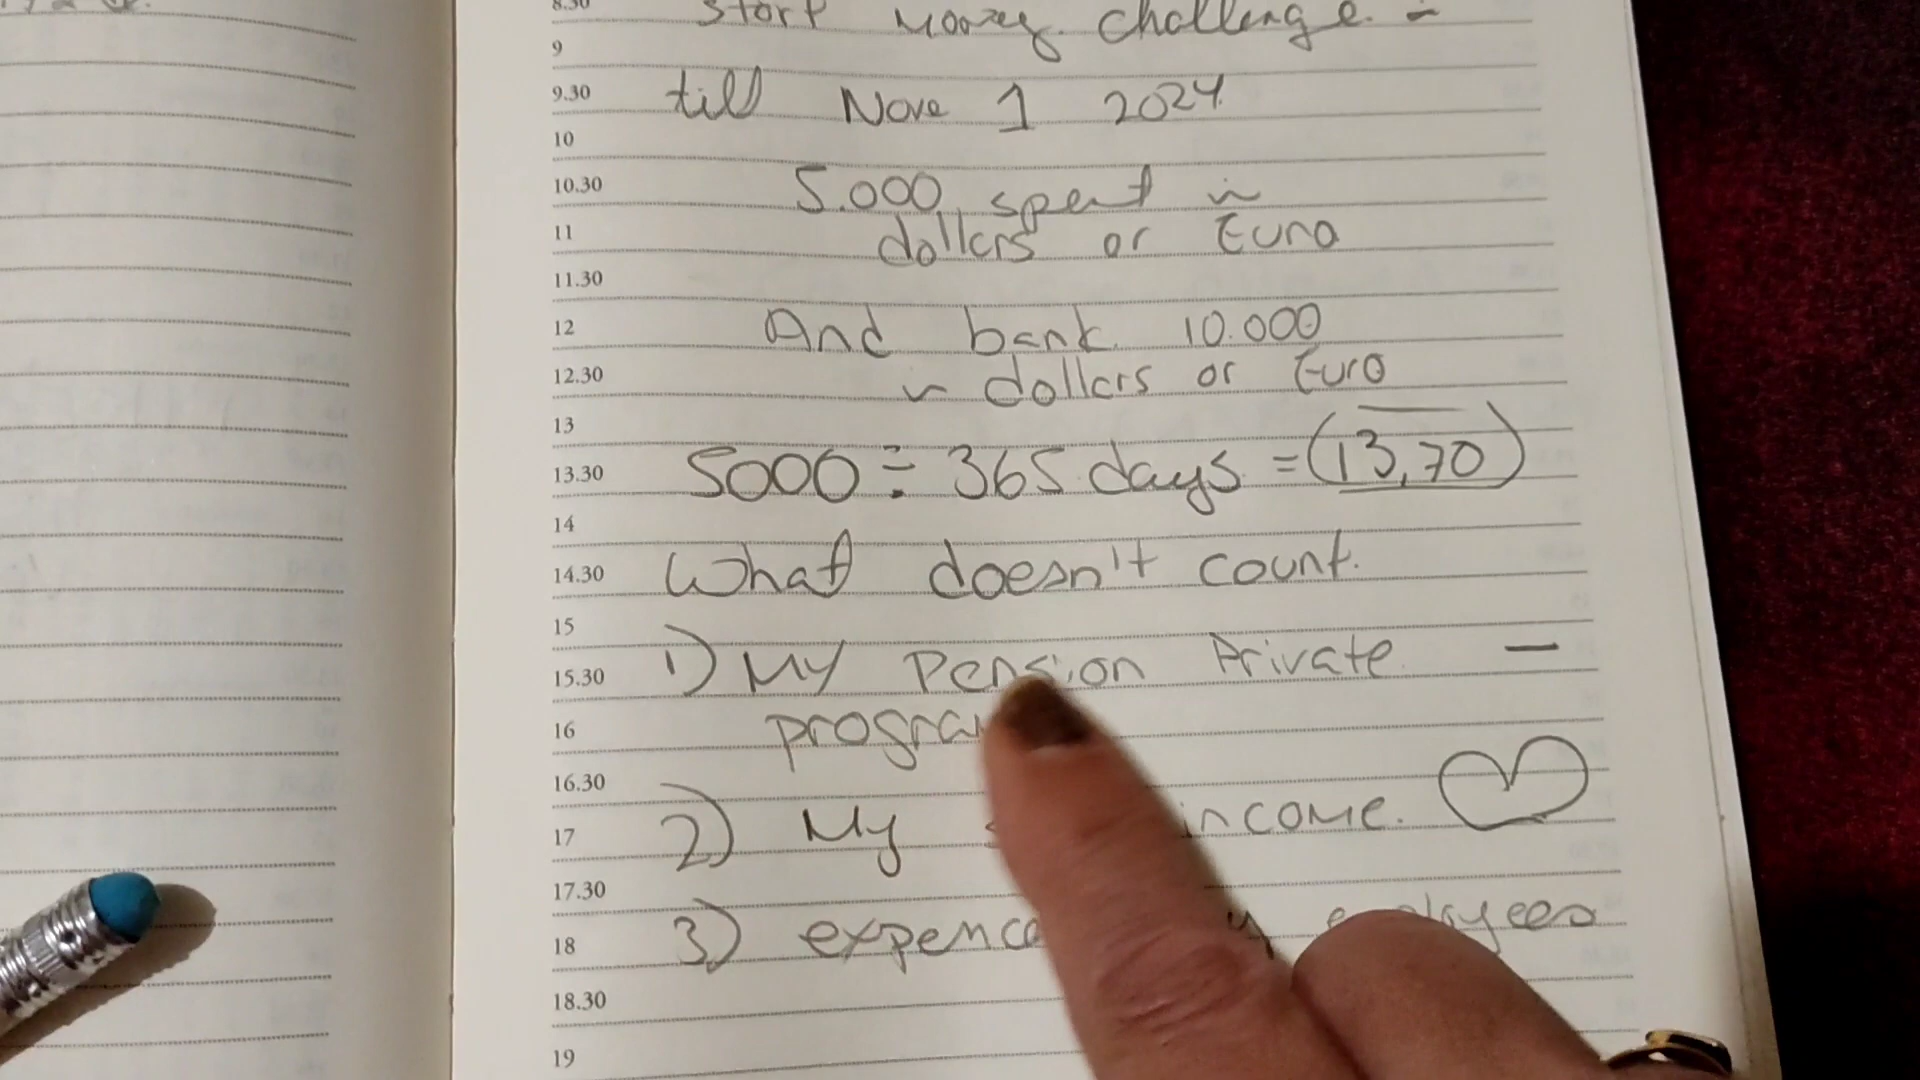 8.30 start money challenge. -
9
9.30 till Nove 1 2024.
10
10.30 5.000 spent in
11 dollars or Euro
11.30
12 And bank 10.000
12.30 in dollars or Euro
13
13.30 5000 ÷ 365 days = (13,70)
14
14.30 What doesn't count.
15
15.30 1) My Pension Private -
16
16.30
17 2) My income.
17.30
18 3)
18.30
19